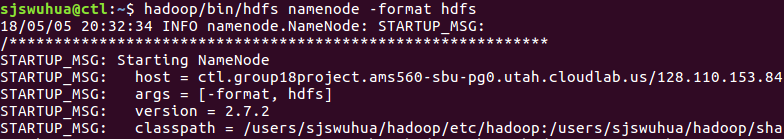 sjswuhua@ctl:~$ hadoop/bin/hdfs namenode -format hdfs
18/05/05 20:32:34 INFO namenode.NameNode: STARTUP_MSG:
/************************************************************
STARTUP_MSG: Starting NameNode
STARTUP_MSG:   host = ctl.group18project.ams560-sbu-pg0.utah.cloudlab.us/128.110.153.84
STARTUP_MSG:   args = [-format, hdfs]
STARTUP_MSG:   version = 2.7.2
STARTUP_MSG:   classpath = /users/sjswuhua/hadoop/etc/hadoop:/users/sjswuhua/hadoop/sha